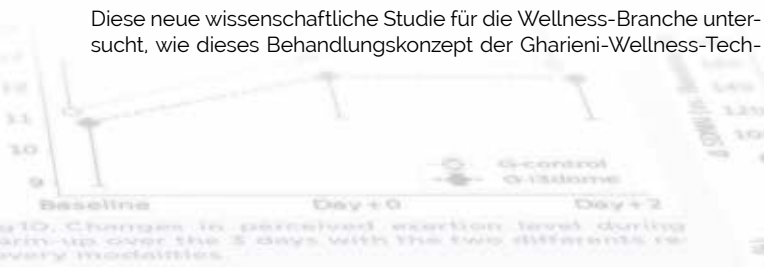 Diese neue wissenschaftliche Studie für die Wellness-Branche unter-
sucht, wie dieses Behandlungskonzept der Gharieni-Wellness-Tech-
11
10
9
G-control
G-i3dome
Baseline Day + 0 Day + 2
Changes in perceived exertion level during
warm-up over the 3 days with the two differents re-
covery modalities